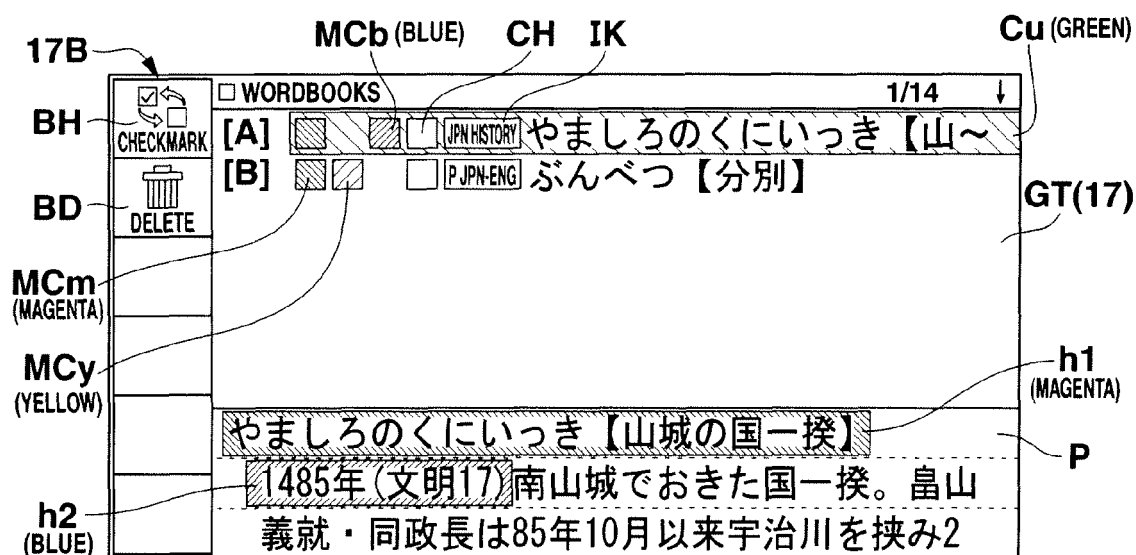 MCb (BLUE) CH IK Cu (GREEN)
17B
□ WORDBOOKS 1/14 ↓
BH CHECKMARK [A] JPN HISTORY やましろのくにいっき【山～
[B] P JPN-ENG ぶんべつ【分別】
BD DELETE
GT(17)
MCm
(MAGENTA)
MCy
(YELLOW)
h1
(MAGENTA)
やましろのくにいっき【山城の国一揆】
P
1485年(文明17)南山城でおきた国一揆。畠山
h2
(BLUE)
義就・同政長は85年10月以来宇治川を挟み2